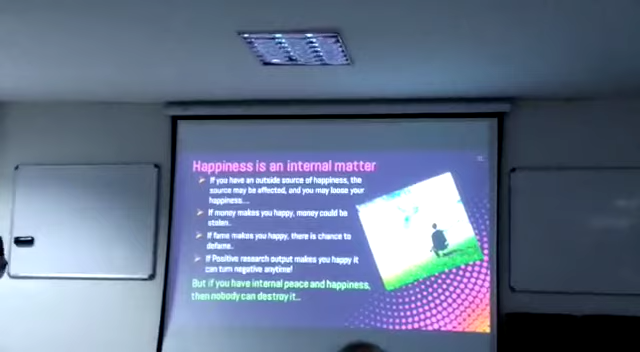 Happiness is an internal matter
If you have an outside source of happiness, the
source may be affected, and you may loose your
happiness....
If money makes you happy, money could be
stolen..
If fame makes you happy, there is chance to
defame..
If Positive research output makes you happy it
can turn negative anytime!
But if you have internal peace and happiness,
then nobody can destroy it..